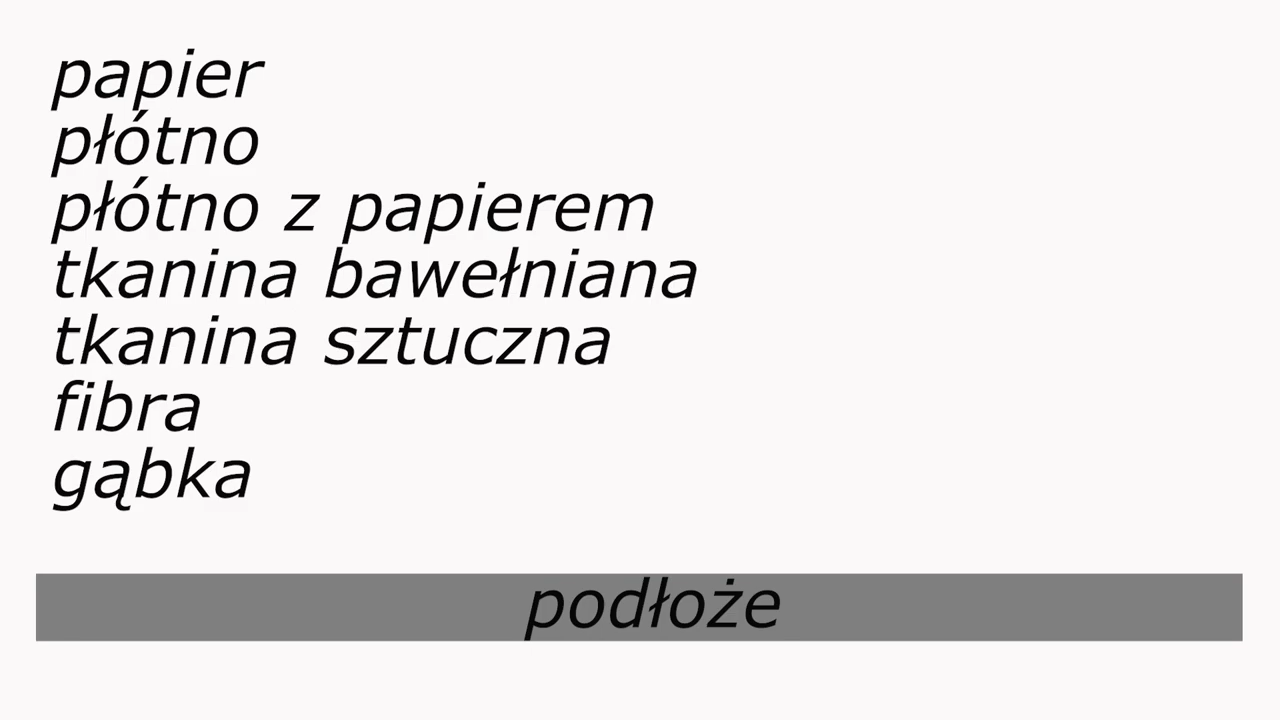 papier
płótno
płótno z papierem
tkanina bawełniana
tkanina sztuczna
fibra
gąbka
podłoże